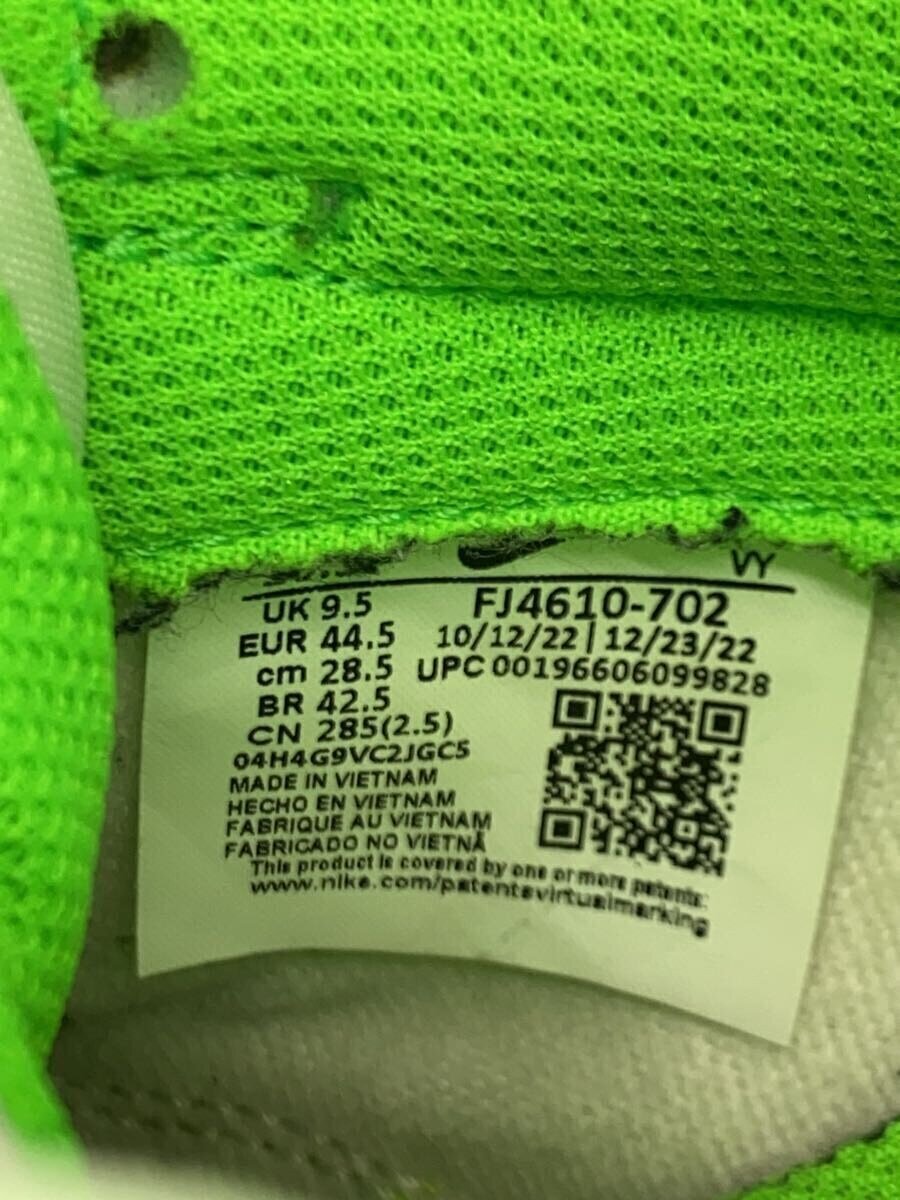 VY
UK 9.5 FJ4610-702
EUR 44.5 10/12/22 | 12/23/22
cm 28.5 UPC 00196606099828
BR 42.5
CN 285(2.5)
04H4G9VC2JGC5
MADE IN VIETNAM
HECHO EN VIETNAM
FABRIQUE AU VIETNAM
FABRICADO NO VIETNÃ
This product is covered by one or more patents:
www.nike.com/patentsvirtualmarking